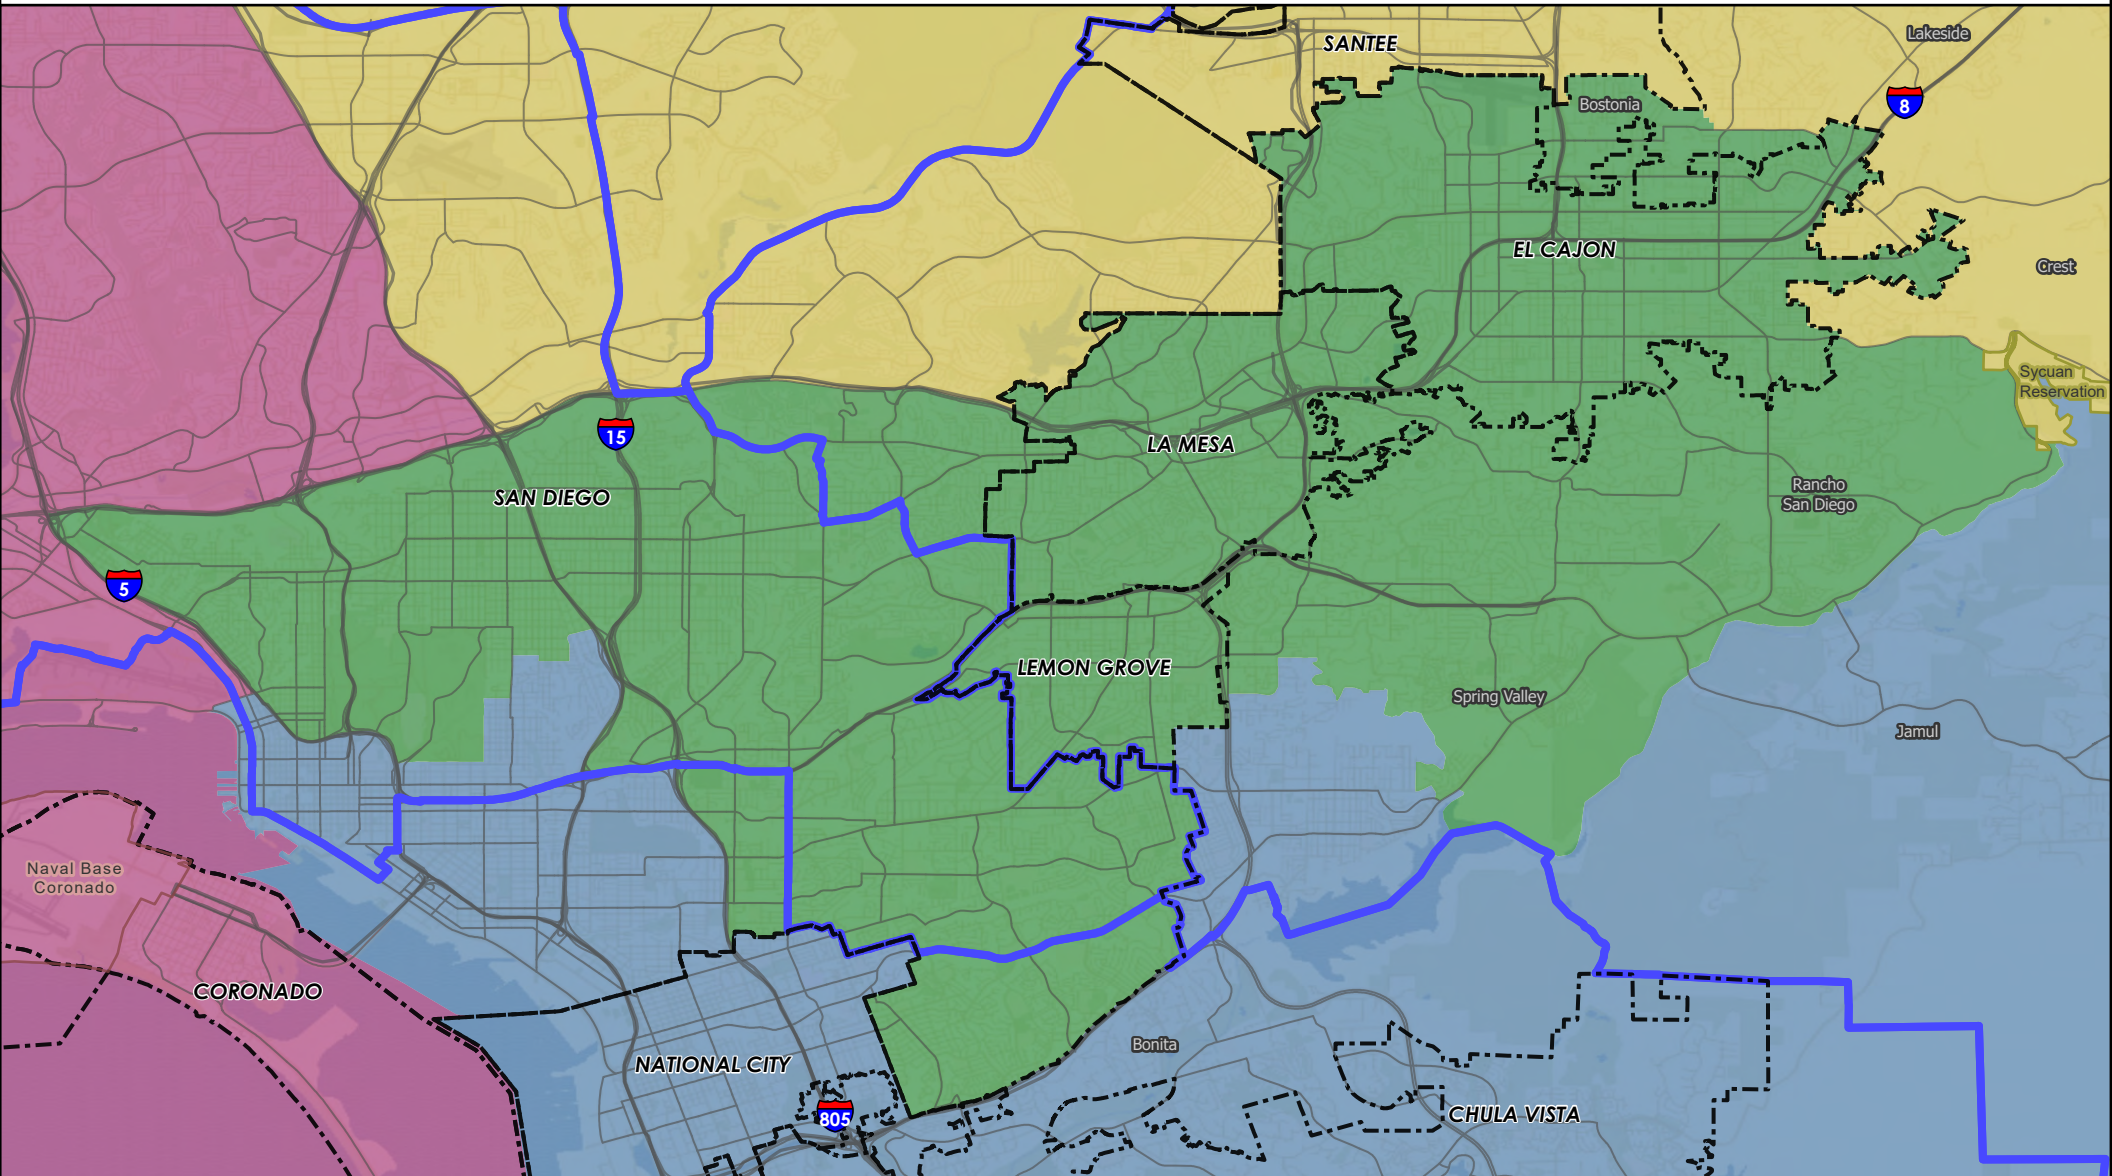 SANTEE
Lakeside
8
Bostonia
EL CAJON
Crest
Sycuan
Reservation
15
LA MESA
SAN DIEGO
Rancho
San Diego
5
LEMON GROVE
Spring Valley
Jamul
Naval Base
Coronado
CORONADO
Bonita
NATIONAL CITY
805
CHULA VISTA